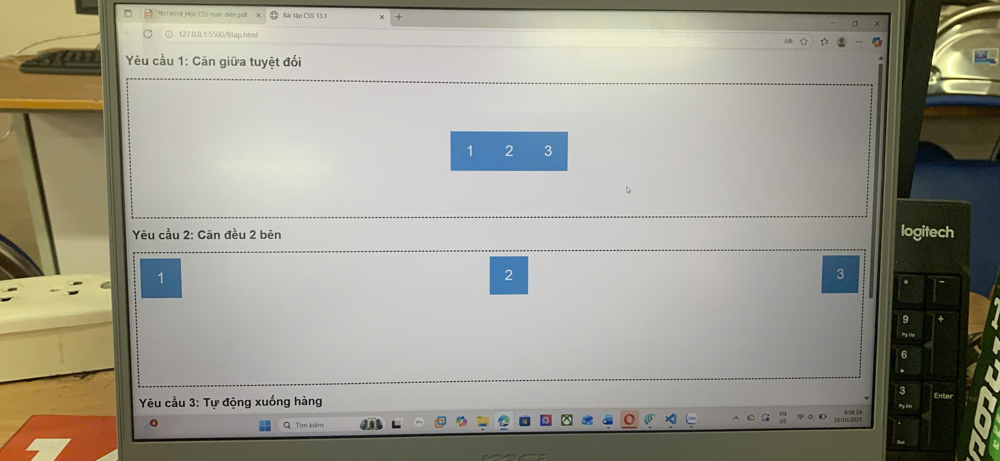 *FIT4014_Học CSS toàn diện.pdf
Bài tập CSS 13.1
127.0.0.1:5500/Btap.html
Yêu cầu 1: Căn giữa tuyệt đối
1 2 3
Yêu cầu 2: Căn đều 2 bên
1 2 3
Yêu cầu 3: Tự động xuống hàng
4
Tìm kiếm
Zalo
VIE
US
8:58 SA
28/10/2025
logitech
* -
9
Pg Up
+
6
3
Pg Dn
Enter
.
Del